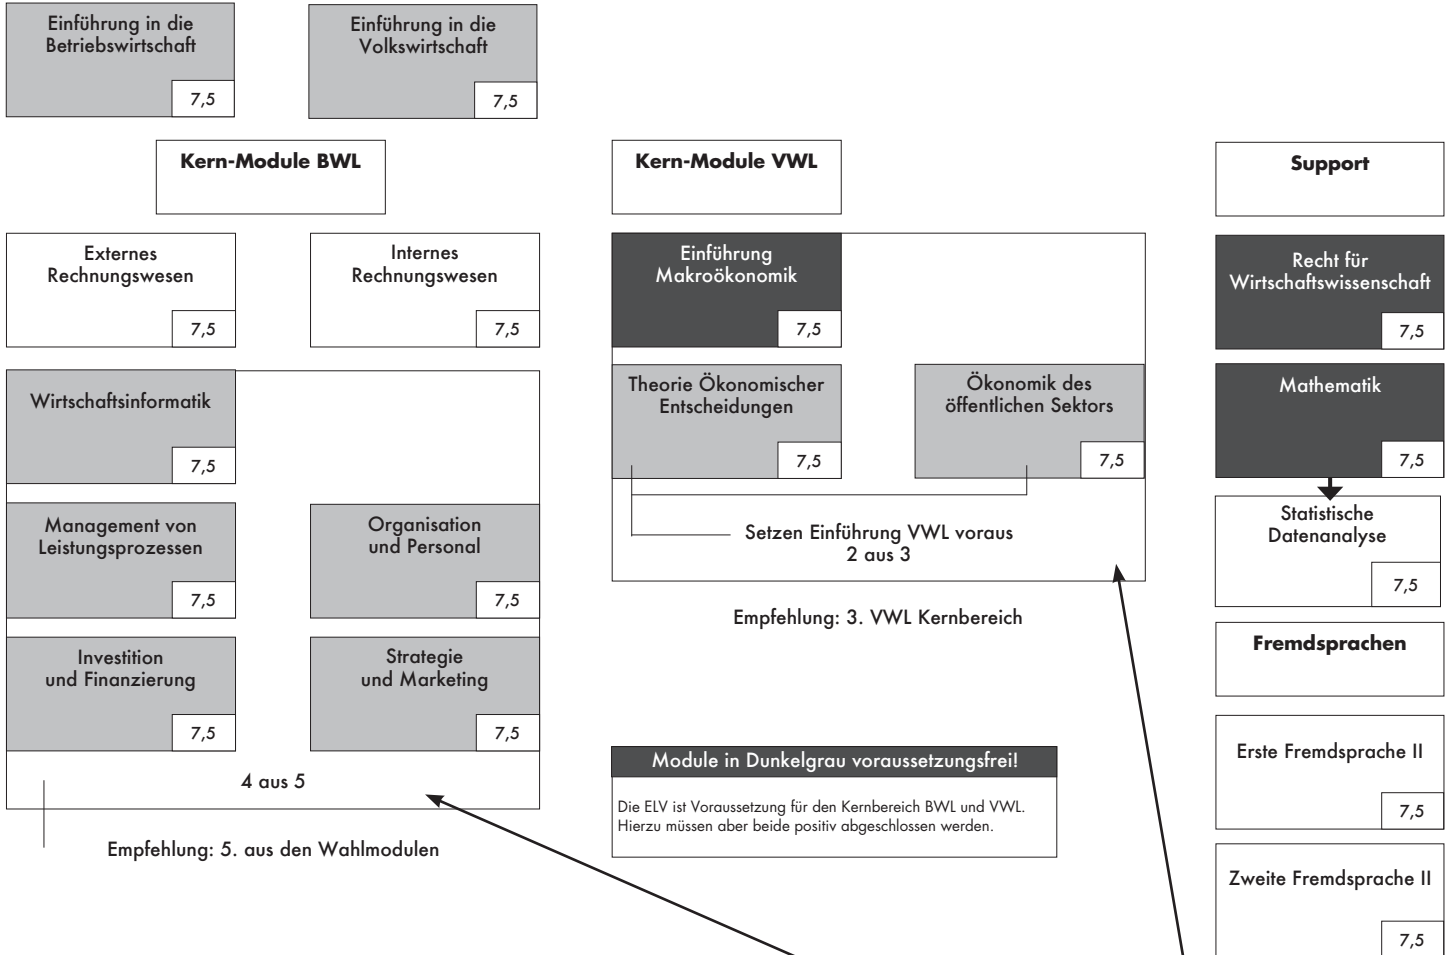 Einführung in die
Betriebswirtschaft
7,5
Einführung in die
Volkswirtschaft
7,5
Kern-Module BWL
Externes
Rechnungswesen
7,5
Internes
Rechnungswesen
7,5
Wirtschaftsinformatik
7,5
Management von
Leistungsprozessen
7,5
Organisation
und Personal
7,5
Investition
und Finanzierung
7,5
Strategie
und Marketing
7,5
4 aus 5
Empfehlung: 5. aus den Wahlmodulen
Kern-Module VWL
Einführung
Makroökonomik
7,5
Theorie Ökonomischer
Entscheidungen
7,5
Ökonomik des
öffentlichen Sektors
7,5
Setzen Einführung VWL voraus
2 aus 3
Empfehlung: 3. VWL Kernbereich
Module in Dunkelgrau voraussetzungsfrei!
Die ELV ist Voraussetzung für den Kernbereich BWL und VWL.
Hierzu müssen aber beide positiv abgeschlossen werden.
Support
Recht für
Wirtschaftswissenschaft
7,5
Mathematik
7,5
Statistische
Datenanalyse
7,5
Fremdsprachen
Erste Fremdsprache II
7,5
Zweite Fremdsprache II
7,5